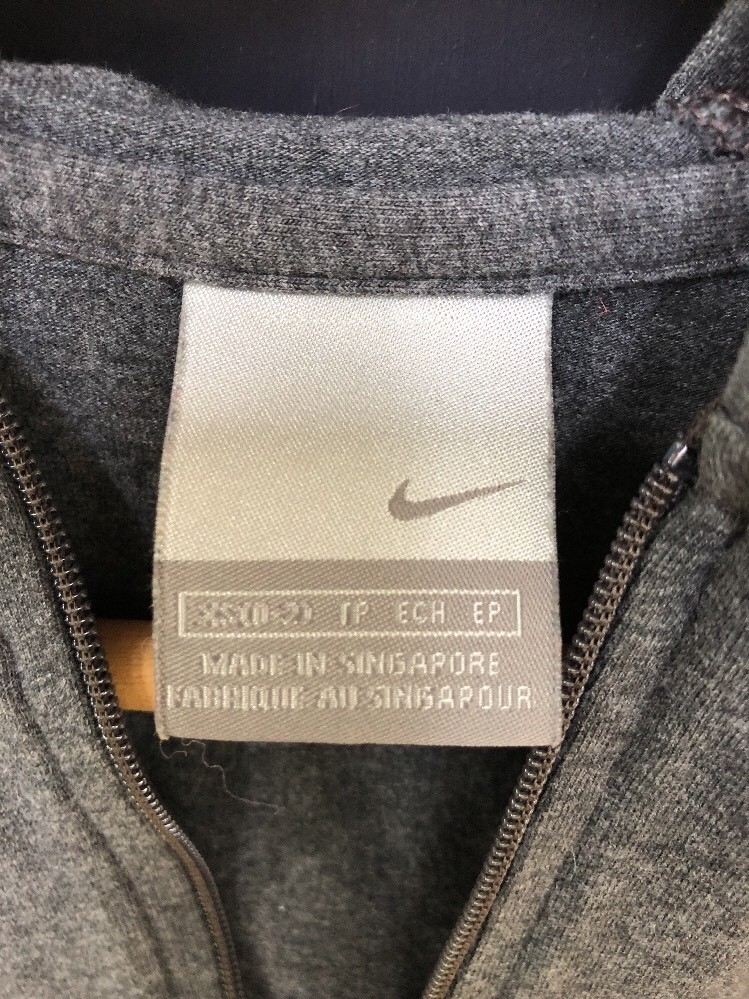 XS(0-2) TP ECH EP
MADE IN SINGAPORE
FABRIQUE AU SINGAPOUR